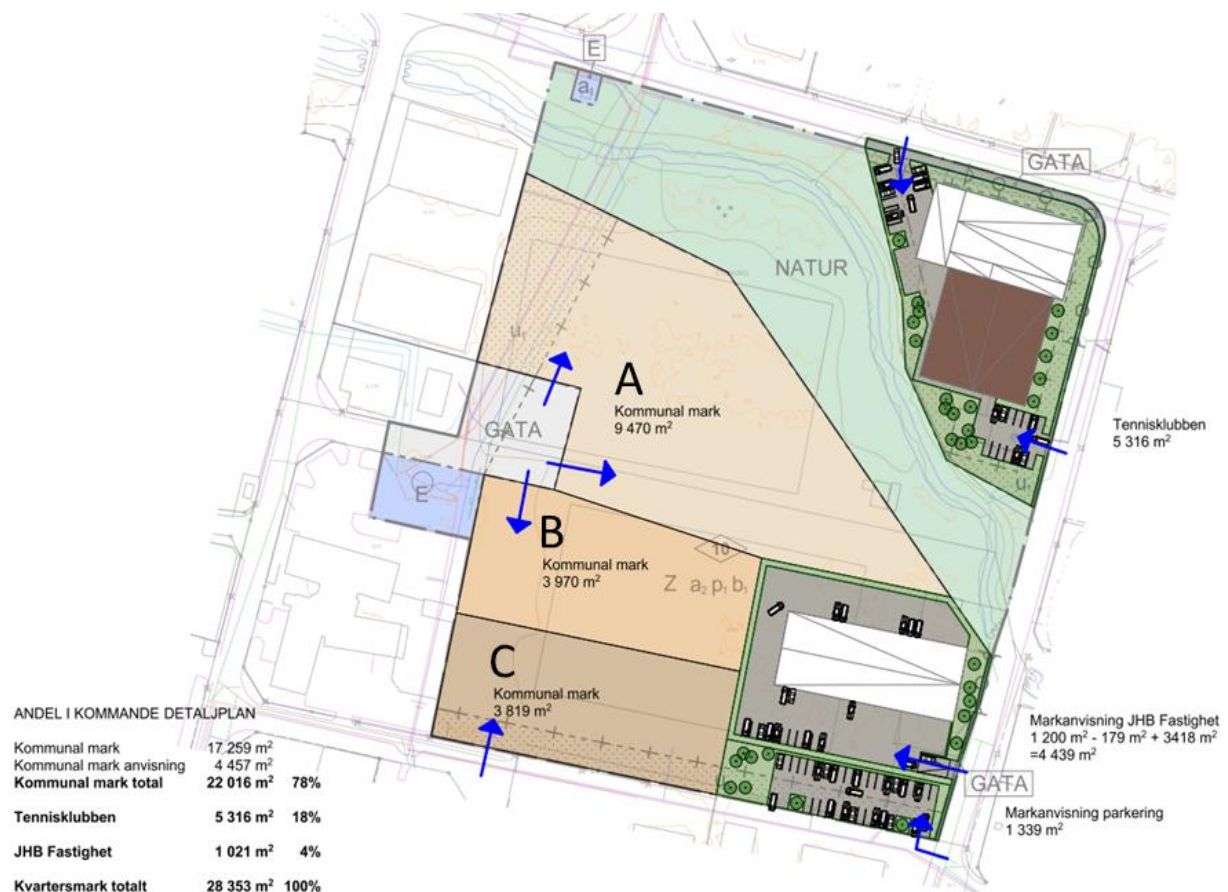 E
a₁
GATA
NATUR
u₁
A
Kommunal mark
9 470 m²
GATA
Tennisklubben
5 316 m²
u₁
E
B
Kommunal mark
3 970 m²
10
Z a₂ p₁ b₁
C
Kommunal mark
3 819 m²
ANDEL I KOMMANDE DETALJPLAN
Kommunal mark 17 259 m²
Kommunal mark anvisning 4 457 m²
Kommunal mark total 22 016 m² 78%
Tennisklubben 5 316 m² 18%
JHB Fastighet 1 021 m² 4%
Kvartersmark totalt 28 353 m² 100%
Markanvisning JHB Fastighet
1 200 m² - 179 m² + 3418 m²
=4 439 m²
GATA
Markanvisning parkering
1 339 m²